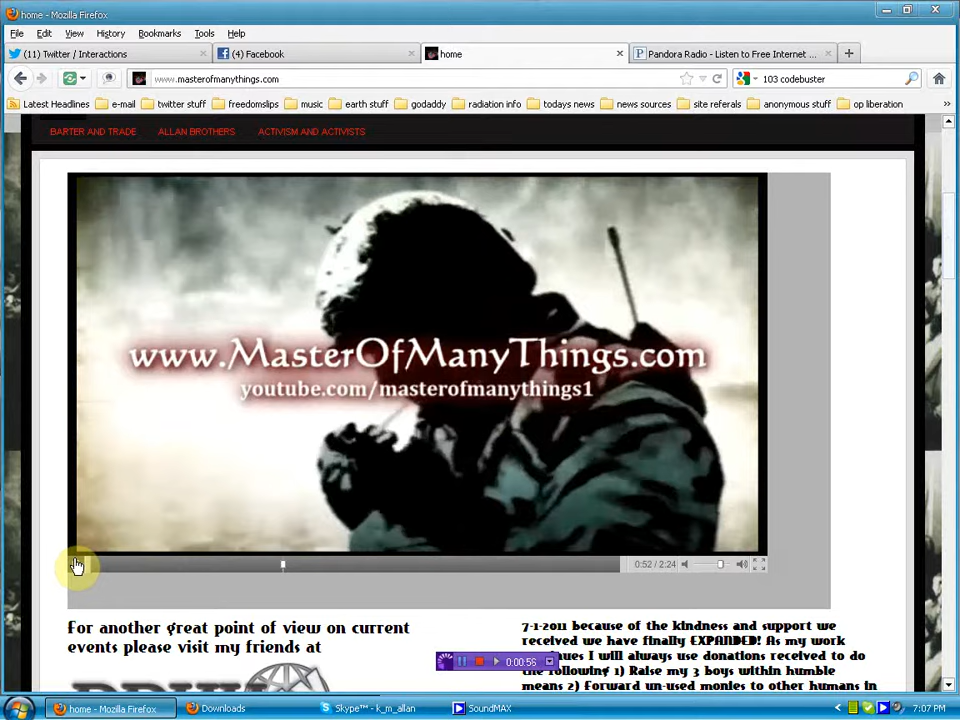 home - Mozilla Firefox
File Edit View History Bookmarks Tools Help
(11) Twitter / Interactions
(4) Facebook
home
Pandora Radio - Listen to Free Internet ...
www.masterofmanythings.com
103 codebuster
Latest Headlines e-mail twitter stuff freedomslips music earth stuff godaddy radiation info todays news news sources site referals anonymous stuff op liberation
BARTER AND TRADE ALLAN BROTHERS ACTIVISM AND ACTIVISTS
www.MasterOfManyThings.com
youtube.com/masterofmanythings1
0:52 / 2:24
For another great point of view on current
events please visit my friends at
7-1-2011 because of the kindness and support we
received we have finally EXPANDED! As my work
I will always use donations received to do
the following 1) Raise my 3 boys within humble
means 2) Forward un-used monies to other humans in
0:00:56
home - Mozilla Firefox
Downloads
Skype™ - k_m_allan
SoundMAX
7:07 PM